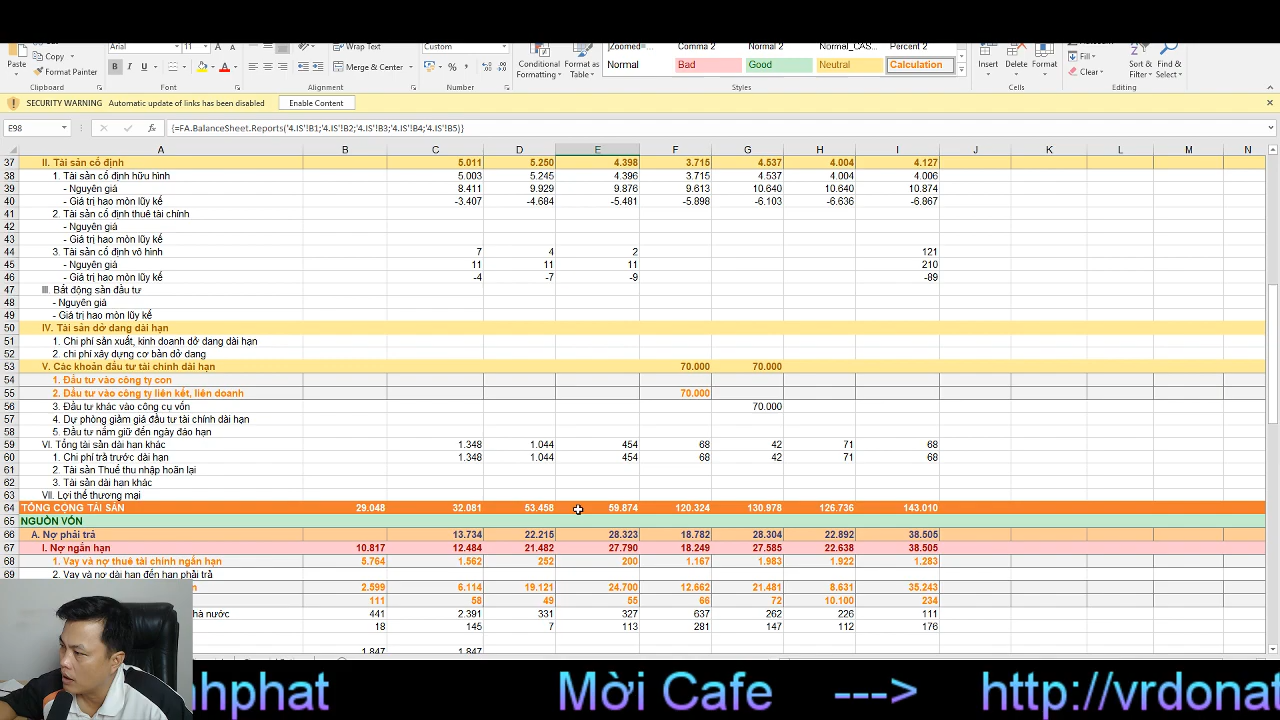 Arial 11 Wrap Text Custom Zoomed=... Comma 2 Normal 2 Normal_CAS... Percent 2
Copy
Paste Format Painter B I U Merge & Center % Conditional Formatting Format as Table Normal Bad Good Neutral Calculation Insert Delete Format Fill Clear Sort & Filter Find & Select
Clipboard Font Alignment Number Styles Cells Editing
SECURITY WARNING Automatic update of links has been disabled Enable Content
E98 fx {=FA.BalanceSheet.Reports('4.IS'!B1;'4.IS'!B2;'4.IS'!B3;'4.IS'!B4;'4.IS'!B5)}
A B C D E F G H I J K L M N
37 II. Tài sản cố định 5.011 5.250 4.398 3.715 4.537 4.004 4.127
38 1. Tài sản cố định hữu hình 5.003 5.245 4.396 3.715 4.537 4.004 4.006
39 - Nguyên giá 8.411 9.929 9.876 9.613 10.640 10.640 10.874
40 - Giá trị hao mòn lũy kế -3.407 -4.684 -5.481 -5.898 -6.103 -6.636 -6.867
41 2. Tài sản cố định thuê tài chính
42 - Nguyên giá
43 - Giá trị hao mòn lũy kế
44 3. Tài sản cố định vô hình 7 4 2 121
45 - Nguyên giá 11 11 11 210
46 - Giá trị hao mòn lũy kế -4 -7 -9 -89
47 III. Bất động sản đầu tư
48 - Nguyên giá
49 - Giá trị hao mòn lũy kế
50 IV. Tài sản dở dang dài hạn
51 1. Chi phí sản xuất, kinh doanh dở dang dài hạn
52 2. chi phí xây dựng cơ bản dở dang
53 V. Các khoản đầu tư tài chính dài hạn 70.000 70.000
54 1. Đầu tư vào công ty con
55 2. Đầu tư vào công ty liên kết, liên doanh 70.000
56 3. Đầu tư khác vào công cụ vốn 70.000
57 4. Dự phòng giảm giá đầu tư tài chính dài hạn
58 5. Đầu tư năm giữ đến ngày đáo hạn
59 VI. Tổng tài sản dài hạn khác 1.348 1.044 454 68 42 71 68
60 1. Chi phí trả trước dài hạn 1.348 1.044 454 68 42 71 68
61 2. Tài sản Thuế thu nhập hoãn lại
62 3. Tài sản dài hạn khác
63 VII. Lợi thế thương mại
64 TỔNG CỘNG TÀI SẢN 29.048 32.081 53.458 59.874 120.324 130.978 126.736 143.010
65 NGUỒN VỐN
66 A. Nợ phải trả 13.734 22.215 28.323 18.782 28.304 22.892 38.505
67 I. Nợ ngắn hạn 10.817 12.484 21.482 27.790 18.249 27.585 22.638 38.505
68 1. Vay và nợ thuê tài chính ngắn hạn 5.764 1.562 252 200 1.167 1.983 1.922 1.283
69 2. Vay và nợ dài hạn đến hạn phải trả
2.599 6.114 19.121 24.700 12.662 21.481 8.631 35.243
111 58 49 55 66 72 10.100 234
hà nước 441 2.391 331 327 637 262 226 111
18 145 7 113 281 147 112 176
1.847 1.847
nhphat Mời Cafe ---> http://vrdonat